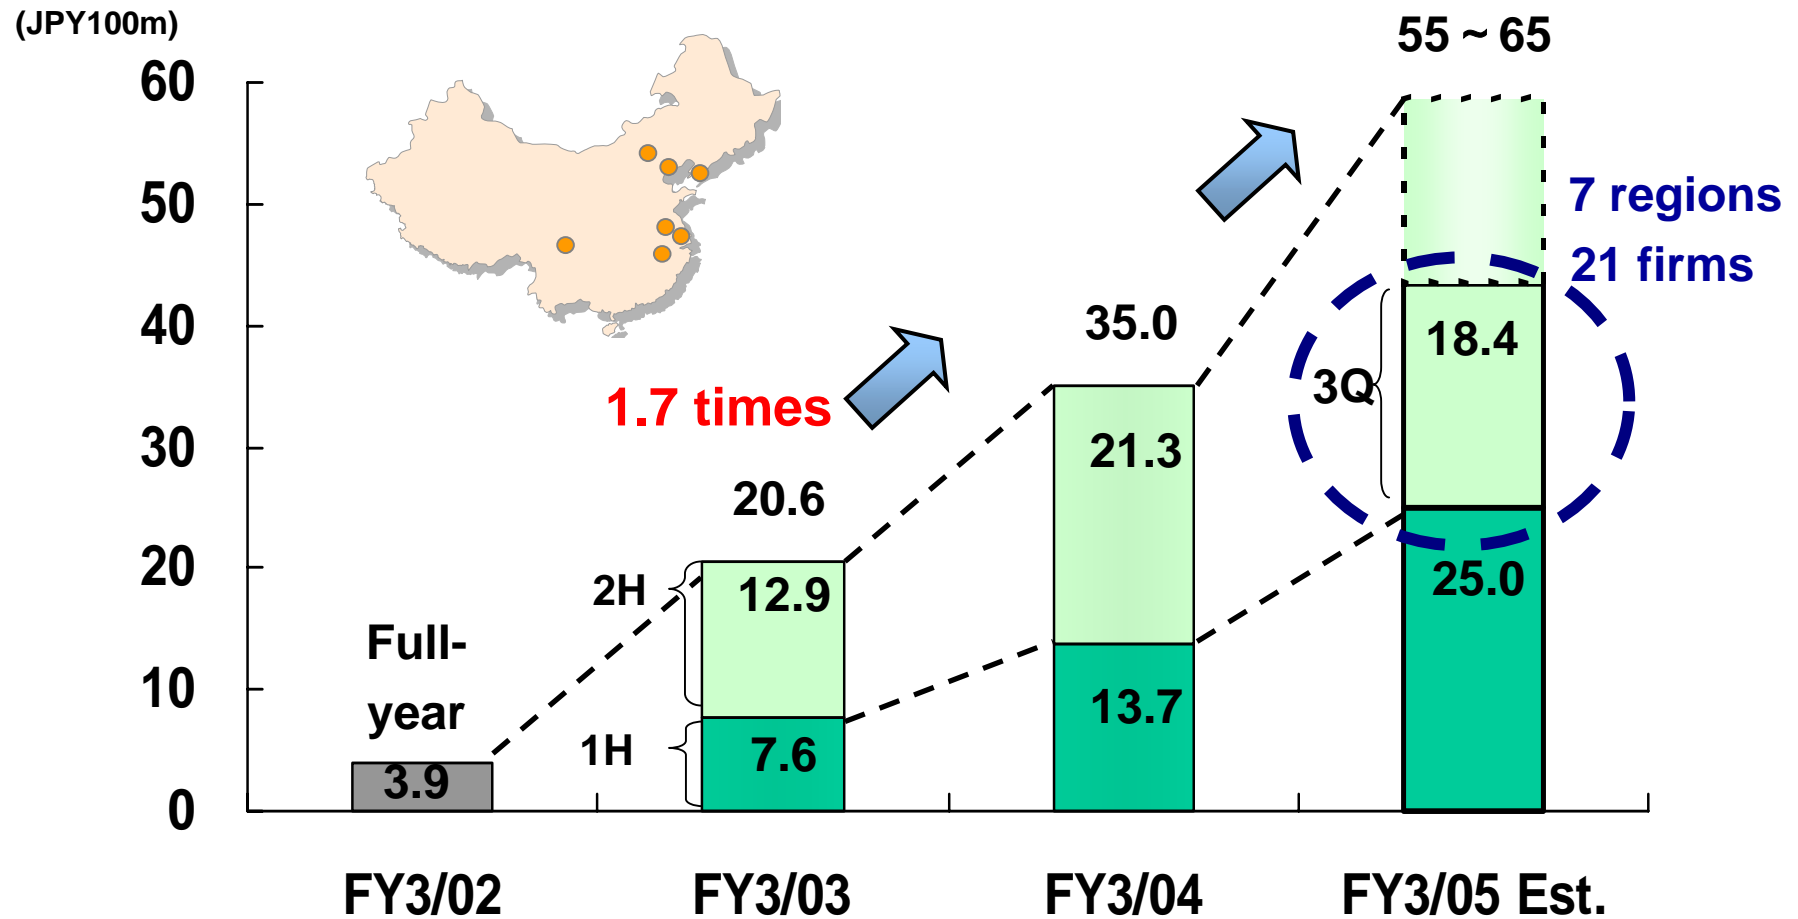 (JPY100m)
55 ~ 65
60
50
40
30
20
10
0
7 regions
21 firms
35.0
18.4
3Q
1.7 times
21.3
20.6
2H
12.9
25.0
Full-
year
13.7
1H
7.6
3.9
FY3/02
FY3/03
FY3/04
FY3/05 Est.